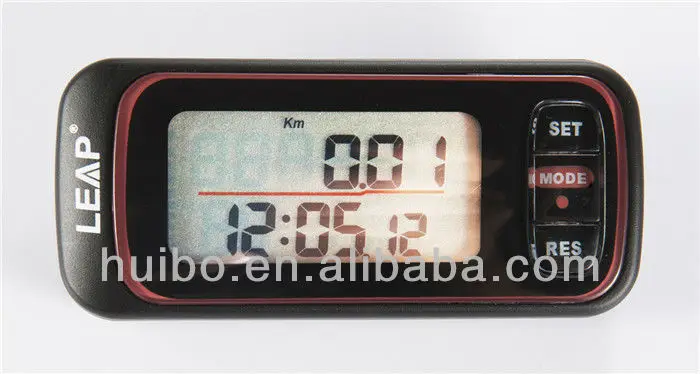 LEAP®
Km
0.01
12:05 12
SET
MODE
RES
huibo.en.alibaba.com